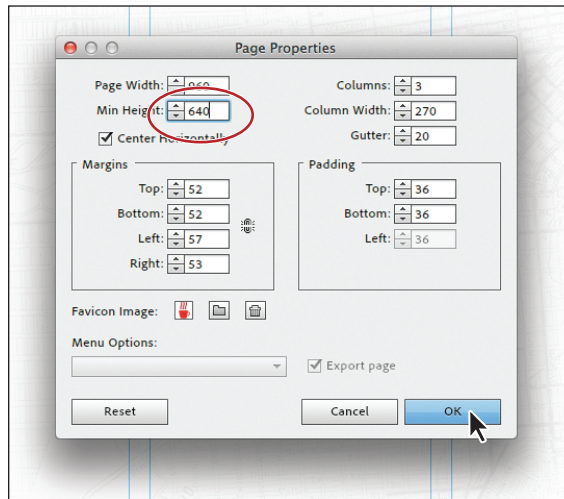 Page Properties
Page Width: 960 Columns: 3
Min Height: 640 Column Width: 270
Center Horizontally Gutter: 20
Margins Padding
Top: 52 Top: 36
Bottom: 52 Bottom: 36
Left: 57 Left: 36
Right: 53
Favicon Image:
Menu Options:
Export page
Reset Cancel OK